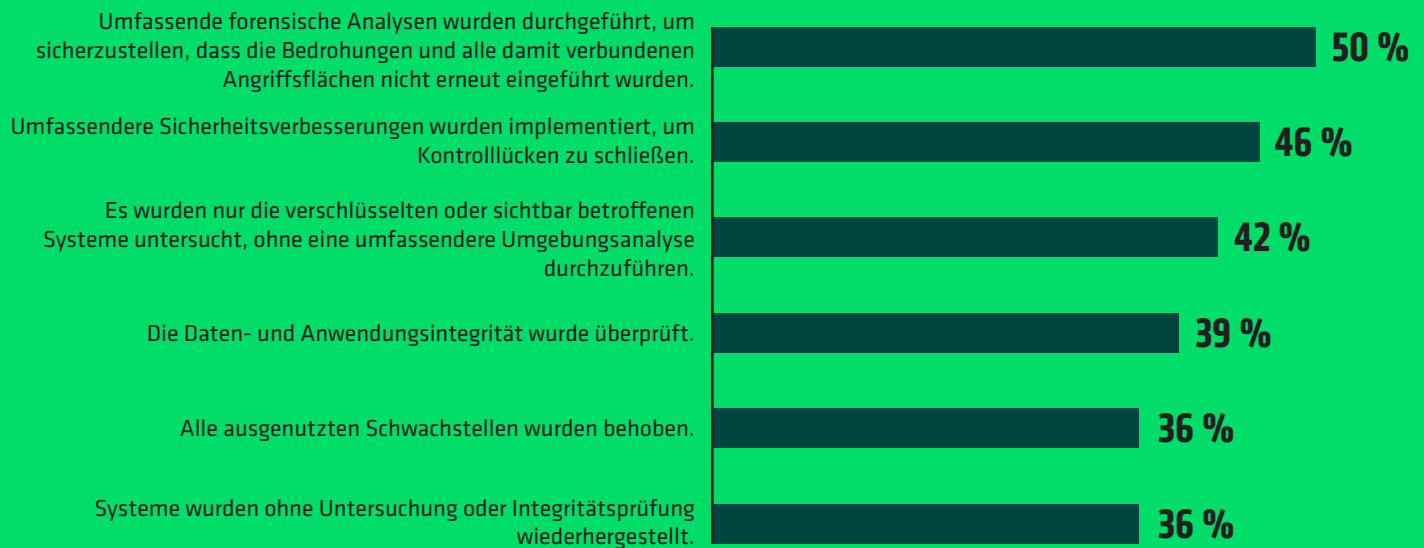 Umfassende forensische Analysen wurden durchgeführt, um
sicherzustellen, dass die Bedrohungen und alle damit verbundenen
Angriffsflächen nicht erneut eingeführt wurden.
50 %
Umfassendere Sicherheitsverbesserungen wurden implementiert, um
Kontrolllücken zu schließen.
46 %
Es wurden nur die verschlüsselten oder sichtbar betroffenen
Systeme untersucht, ohne eine umfassendere Umgebungsanalyse
durchzuführen.
42 %
Die Daten- und Anwendungsintegrität wurde überprüft.
39 %
Alle ausgenutzten Schwachstellen wurden behoben.
36 %
Systeme wurden ohne Untersuchung oder Integritätsprüfung
wiederhergestellt.
36 %